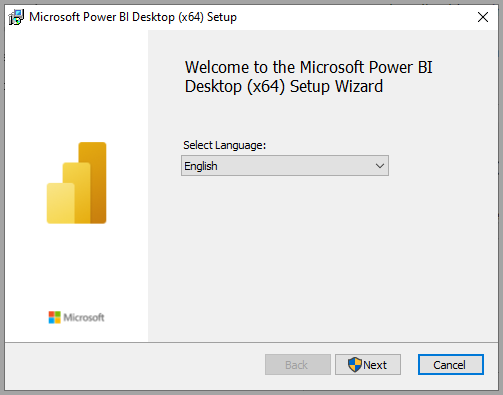 Microsoft Power BI Desktop (x64) Setup
Welcome to the Microsoft Power BI
Desktop (x64) Setup Wizard
Select Language:
English
Microsoft
Back
Next
Cancel